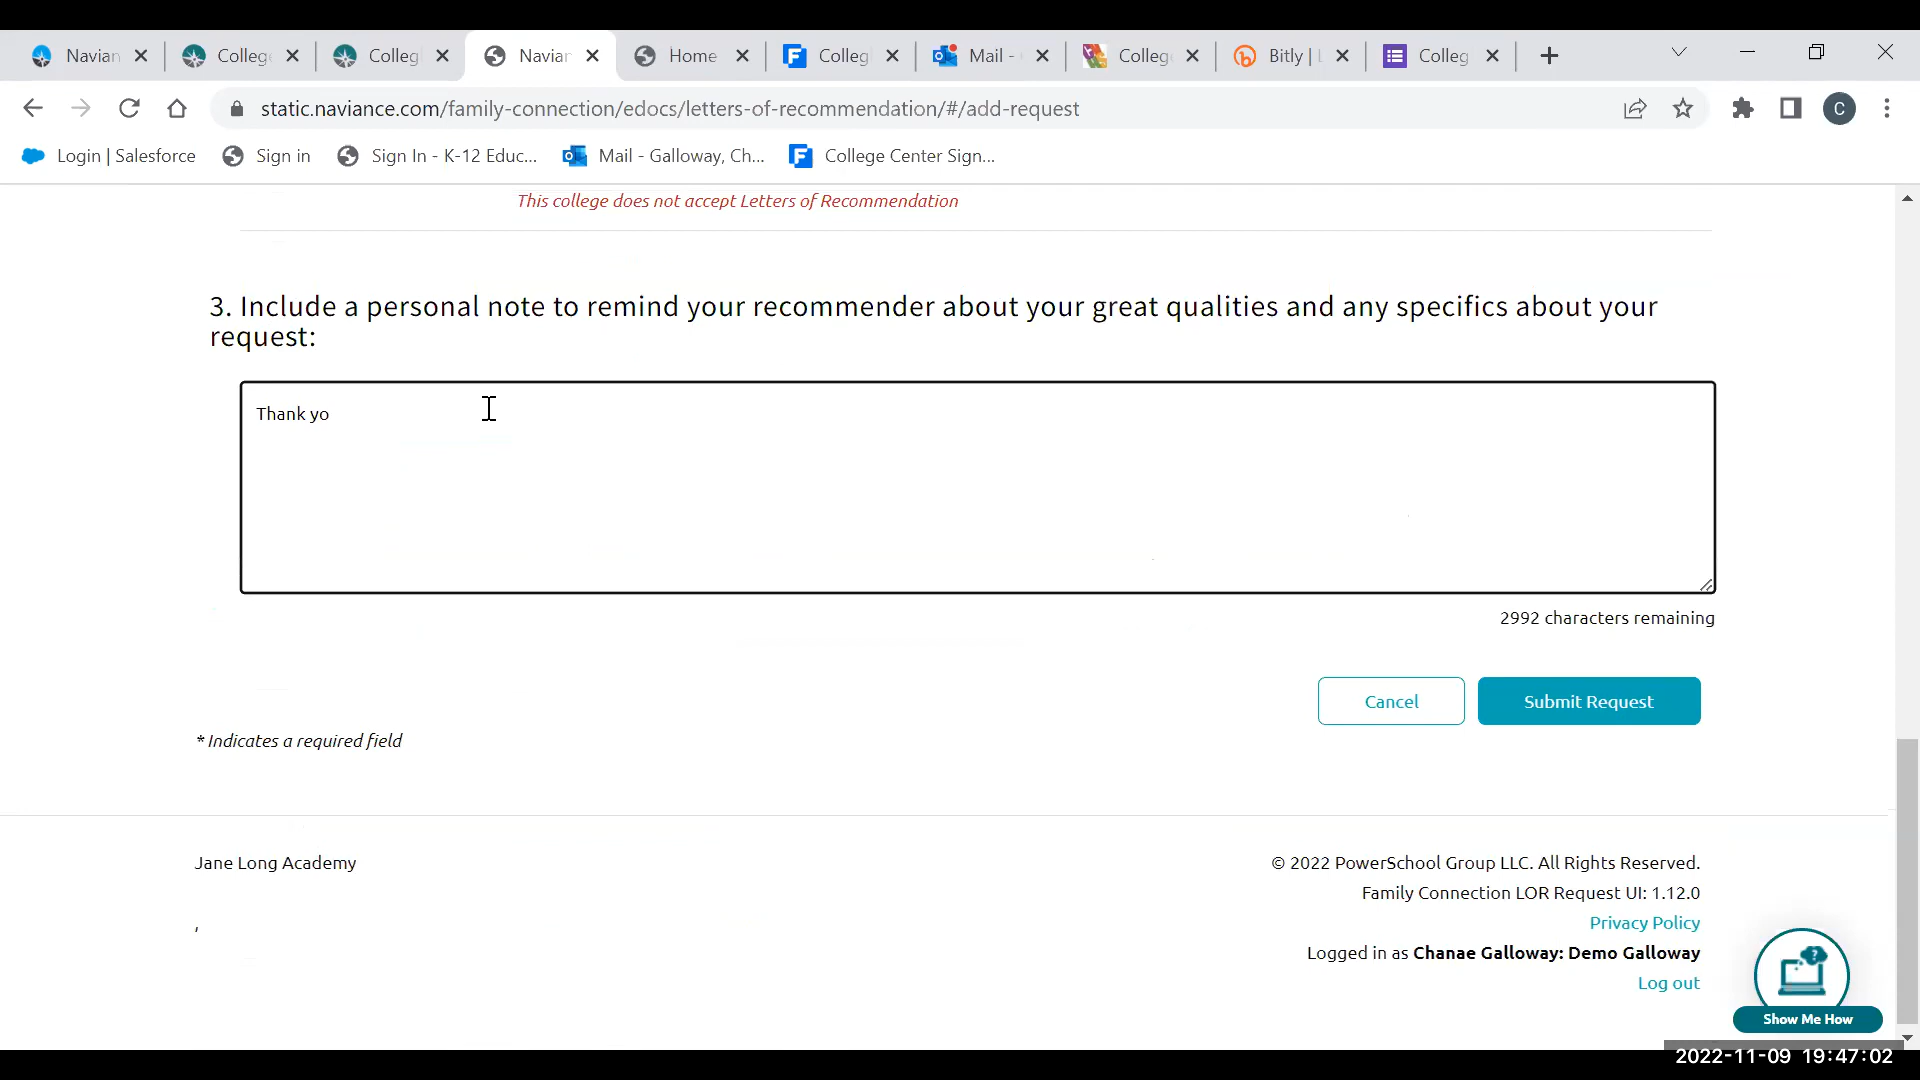 Navian
College
Collegl
Navian
Home
Colleg
Mail -
College
Bitly | L
Colleg
static.naviance.com/family-connection/edocs/letters-of-recommendation/#/add-request
C
Login | Salesforce
Sign in
Sign In - K-12 Educ...
Mail - Galloway, Ch...
College Center Sign...
This college does not accept Letters of Recommendation
3. Include a personal note to remind your recommender about your great qualities and any specifics about your
request:
Thank yo
2992 characters remaining
Cancel
Submit Request
* Indicates a required field
Jane Long Academy
,
© 2022 PowerSchool Group LLC. All Rights Reserved.
Family Connection LOR Request UI: 1.12.0
Privacy Policy
Logged in as Chanae Galloway: Demo Galloway
Log out
Show Me How
2022-11-09 19:47:02